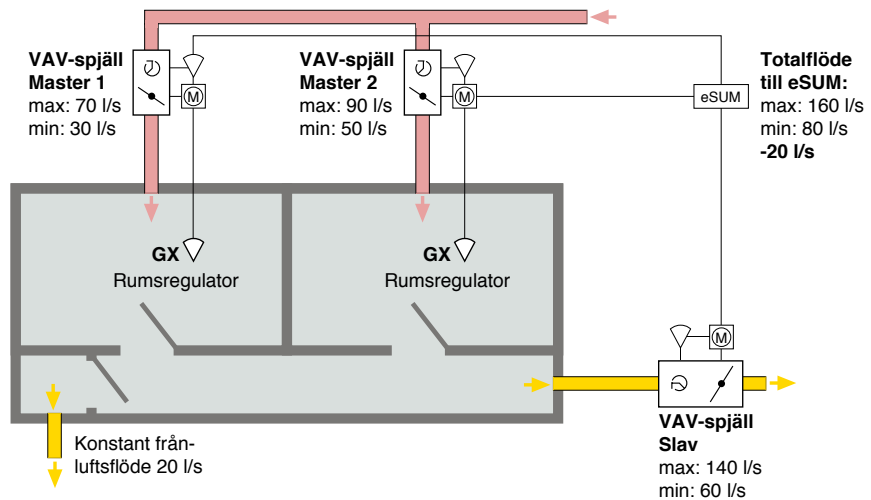 VAV-spjäll
Master 1
max: 70 l/s
min: 30 l/s
M
VAV-spjäll
Master 2
max: 90 l/s
min: 50 l/s
M
eSUM
Totalflöde
till eSUM:
max: 160 l/s
min: 80 l/s
-20 l/s
GX
Rumsregulator
GX
Rumsregulator
M
VAV-spjäll
Slav
max: 140 l/s
min: 60 l/s
Konstant från-
luftsflöde 20 l/s